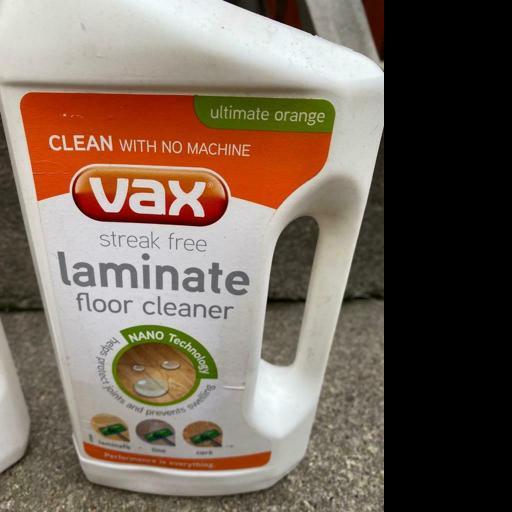 ultimate orange
CLEAN WITH NO MACHINE
vax
streak free
laminate
floor cleaner
NANO Technology
helps protect joints and prevents swelling
laminate
cork
Performance is everything.